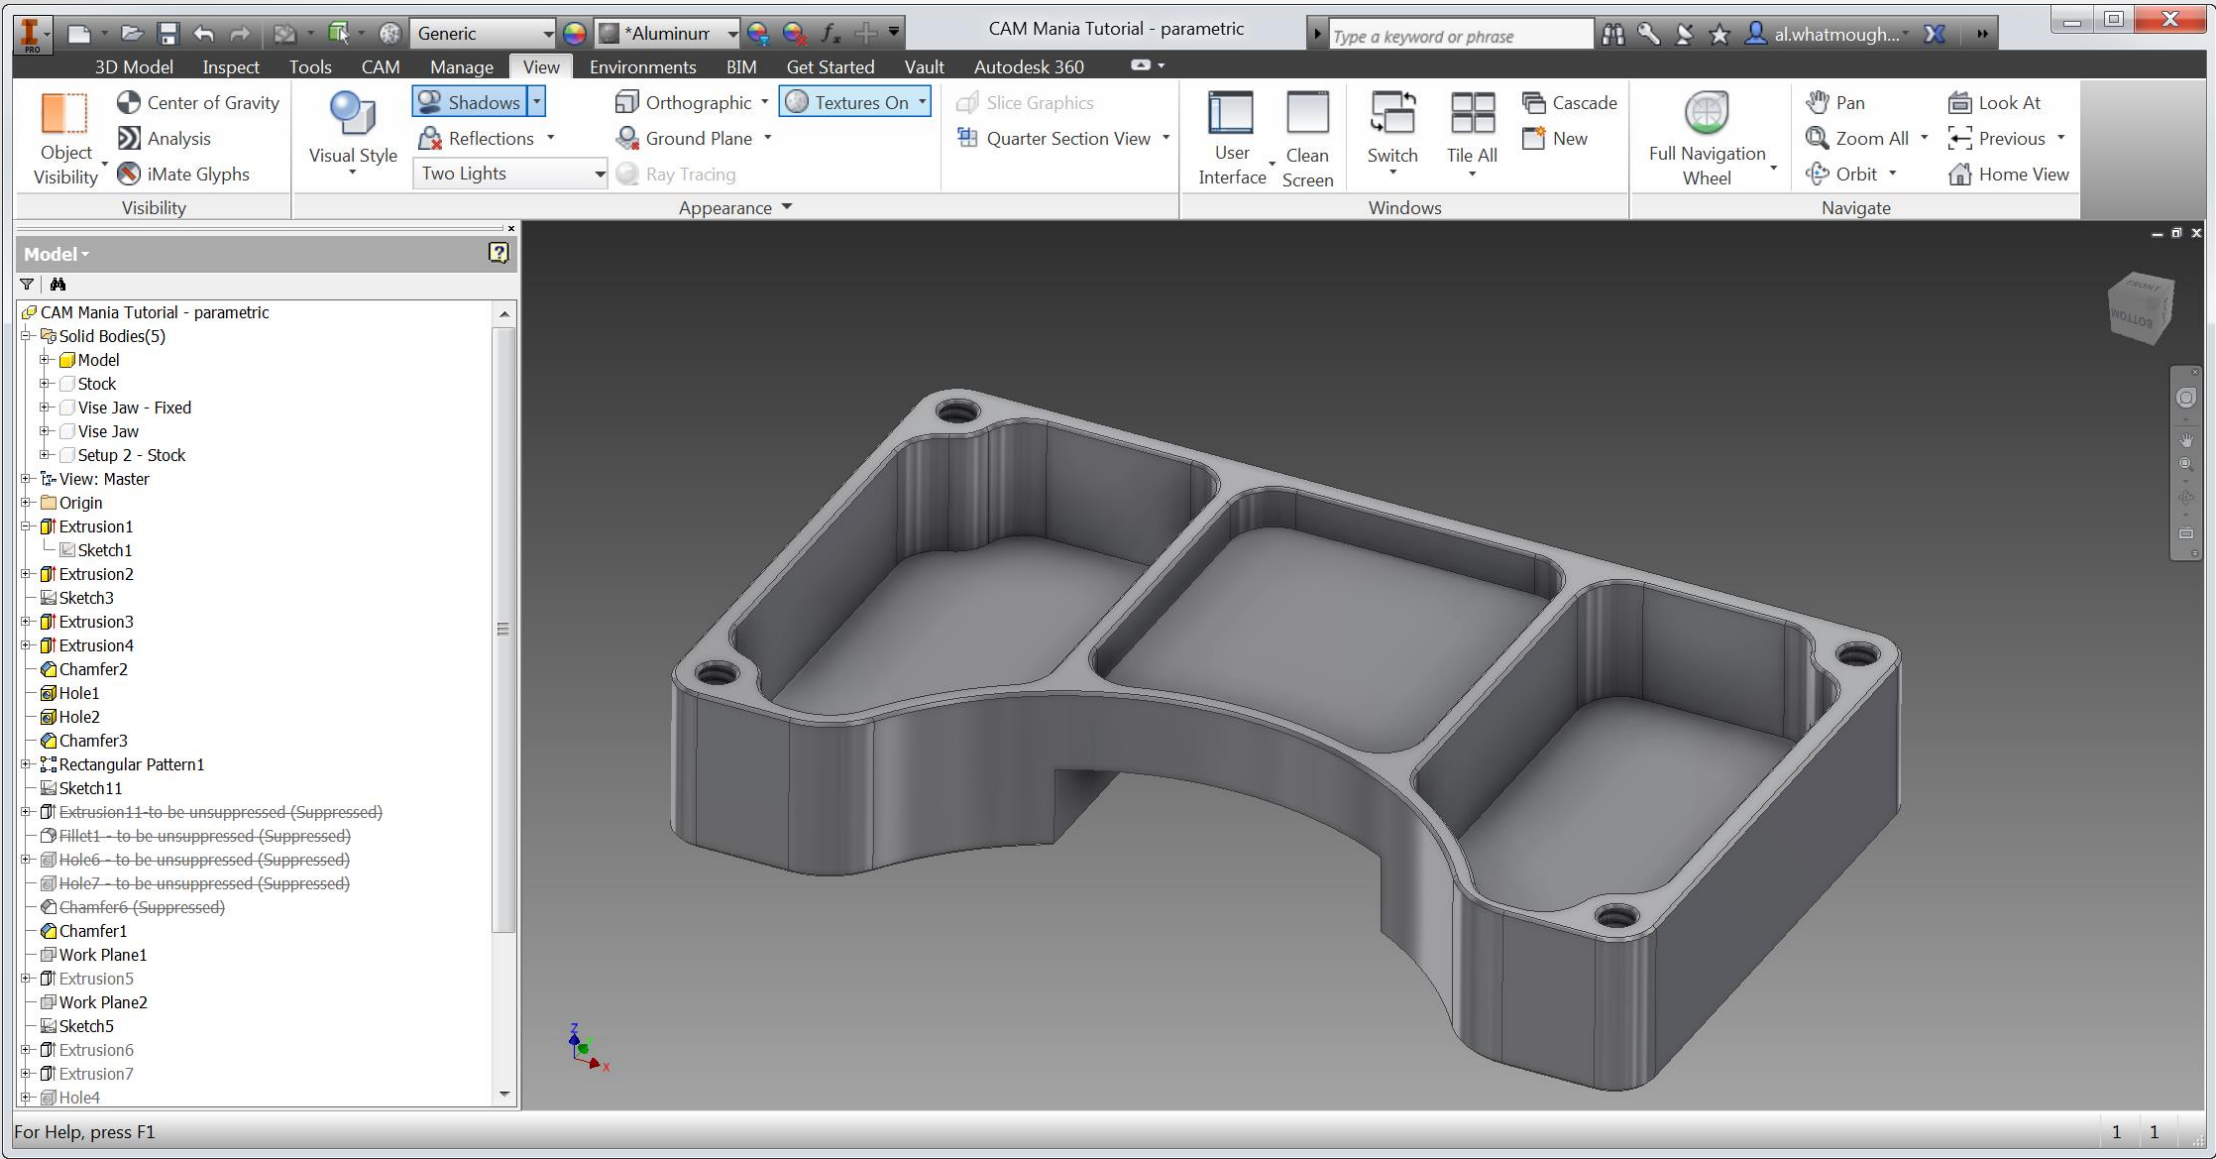 PRO
Generic
*Aluminum
CAM Mania Tutorial - parametric
Type a keyword or phrase
al.whatmough...
3D Model Inspect Tools CAM Manage View Environments BIM Get Started Vault Autodesk 360
Object Visibility
Center of Gravity
Analysis
iMate Glyphs
Visibility
Visual Style
Shadows
Reflections
Two Lights
Orthographic
Ground Plane
Ray Tracing
Textures On
Slice Graphics
Quarter Section View
Appearance
User Interface
Clean Screen
Switch
Tile All
Cascade
New
Windows
Full Navigation Wheel
Pan
Zoom All
Orbit
Look At
Previous
Home View
Navigate
Model
CAM Mania Tutorial - parametric
Solid Bodies(5)
Model
Stock
Vise Jaw - Fixed
Vise Jaw
Setup 2 - Stock
View: Master
Origin
Extrusion1
Sketch1
Extrusion2
Sketch3
Extrusion3
Extrusion4
Chamfer2
Hole1
Hole2
Chamfer3
Rectangular Pattern1
Sketch11
Extrusion11-to be unsuppressed (Suppressed)
Fillet1 - to be unsuppressed (Suppressed)
Hole6 - to be unsuppressed (Suppressed)
Hole7 - to be unsuppressed (Suppressed)
Chamfer6 (Suppressed)
Chamfer1
Work Plane1
Extrusion5
Work Plane2
Sketch5
Extrusion6
Extrusion7
Hole4
FRONT
BOTTOM
Z
X
For Help, press F1
1 1